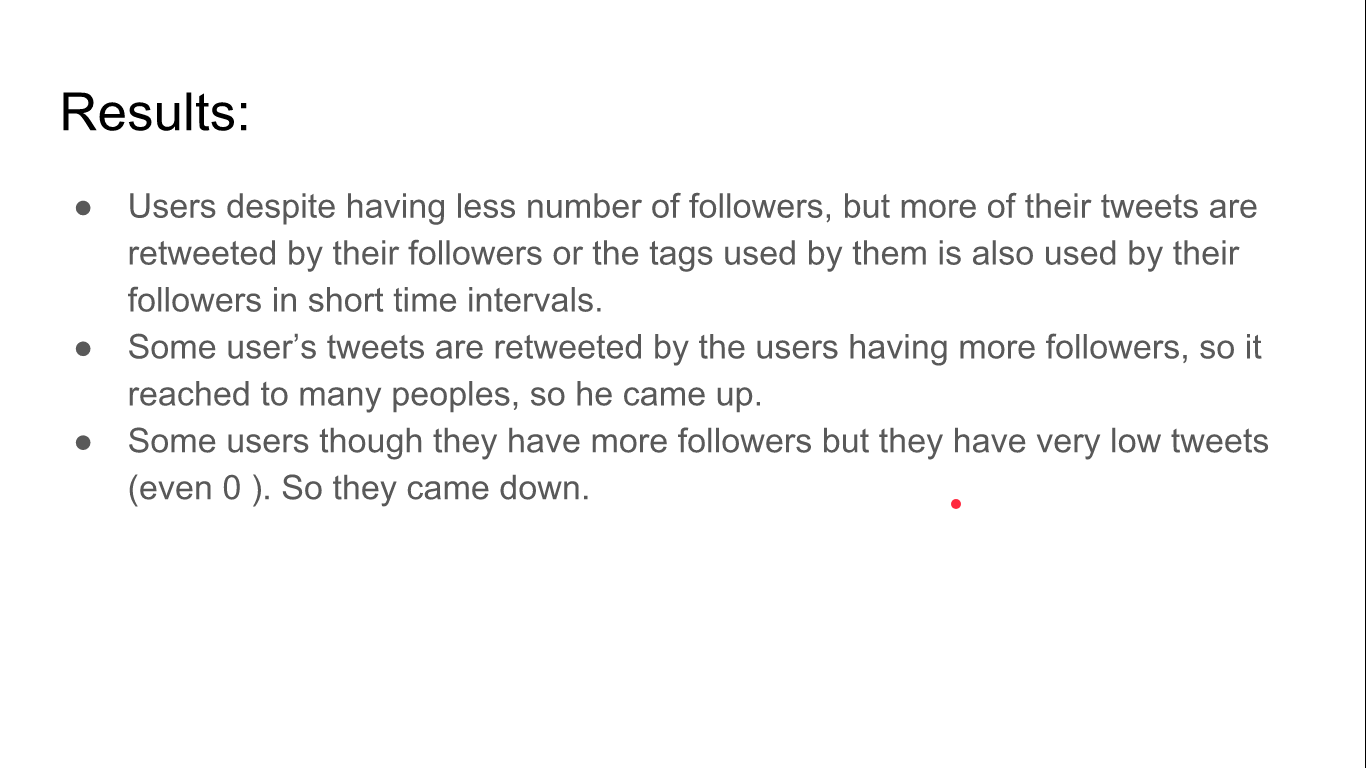 Results:
● Users despite having less number of followers, but more of their tweets are
retweeted by their followers or the tags used by them is also used by their
followers in short time intervals.
● Some user’s tweets are retweeted by the users having more followers, so it
reached to many peoples, so he came up.
● Some users though they have more followers but they have very low tweets
(even 0 ). So they came down.